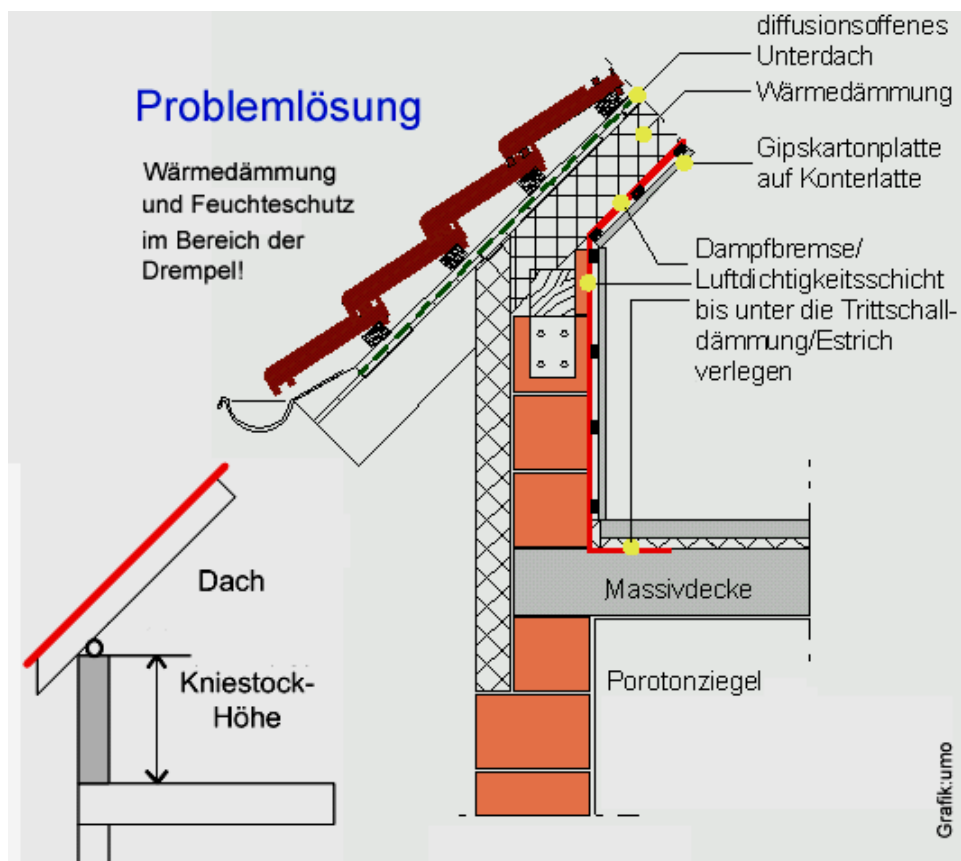 Problemlösung
Wärmedämmung
und Feuchteschutz
im Bereich der
Drempel!
diffusionsoffenes
Unterdach
Wärmedämmung
Gipskartonplatte
auf Konterlatte
Dampfbremse/
Luftdichtigkeitsschicht
bis unter die Trittschall-
dämmung/Estrich
verlegen
Massivdecke
Porotonziegel
Dach
Kniestock-
Höhe
Grafik:umo